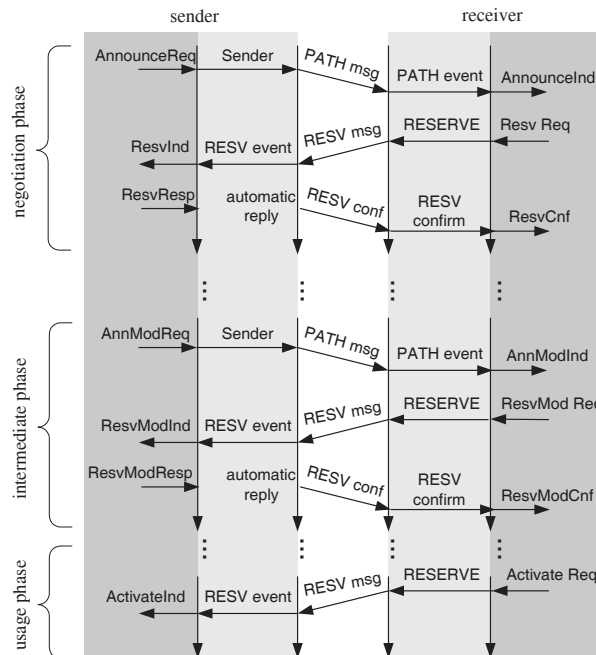 sender receiver
negotiation phase
AnnounceReq Sender PATH msg PATH event AnnounceInd
ResvInd RESV event RESV msg RESERVE Resv Req
ResvResp automatic reply RESV conf RESV confirm ResvCnf
intermediate phase
AnnModReq Sender PATH msg PATH event AnnModInd
ResvModInd RESV event RESV msg RESERVE ResvMod Req
ResvModResp automatic reply RESV conf RESV confirm ResvModCnf
usage phase
ActivateInd RESV event RESV msg RESERVE Activate Req